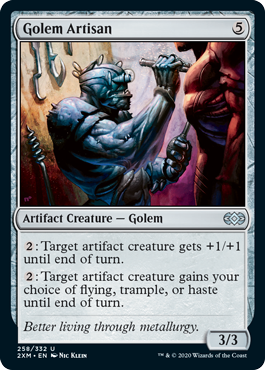 Golem Artisan 5
Artifact Creature — Golem
2: Target artifact creature gets +1/+1
until end of turn.
2: Target artifact creature gains your
choice of flying, trample, or haste
until end of turn.
Better living through metallurgy.
3/3
258/332 U
2XM • EN Nic Klein
™ & © 2020 Wizards of the Coast